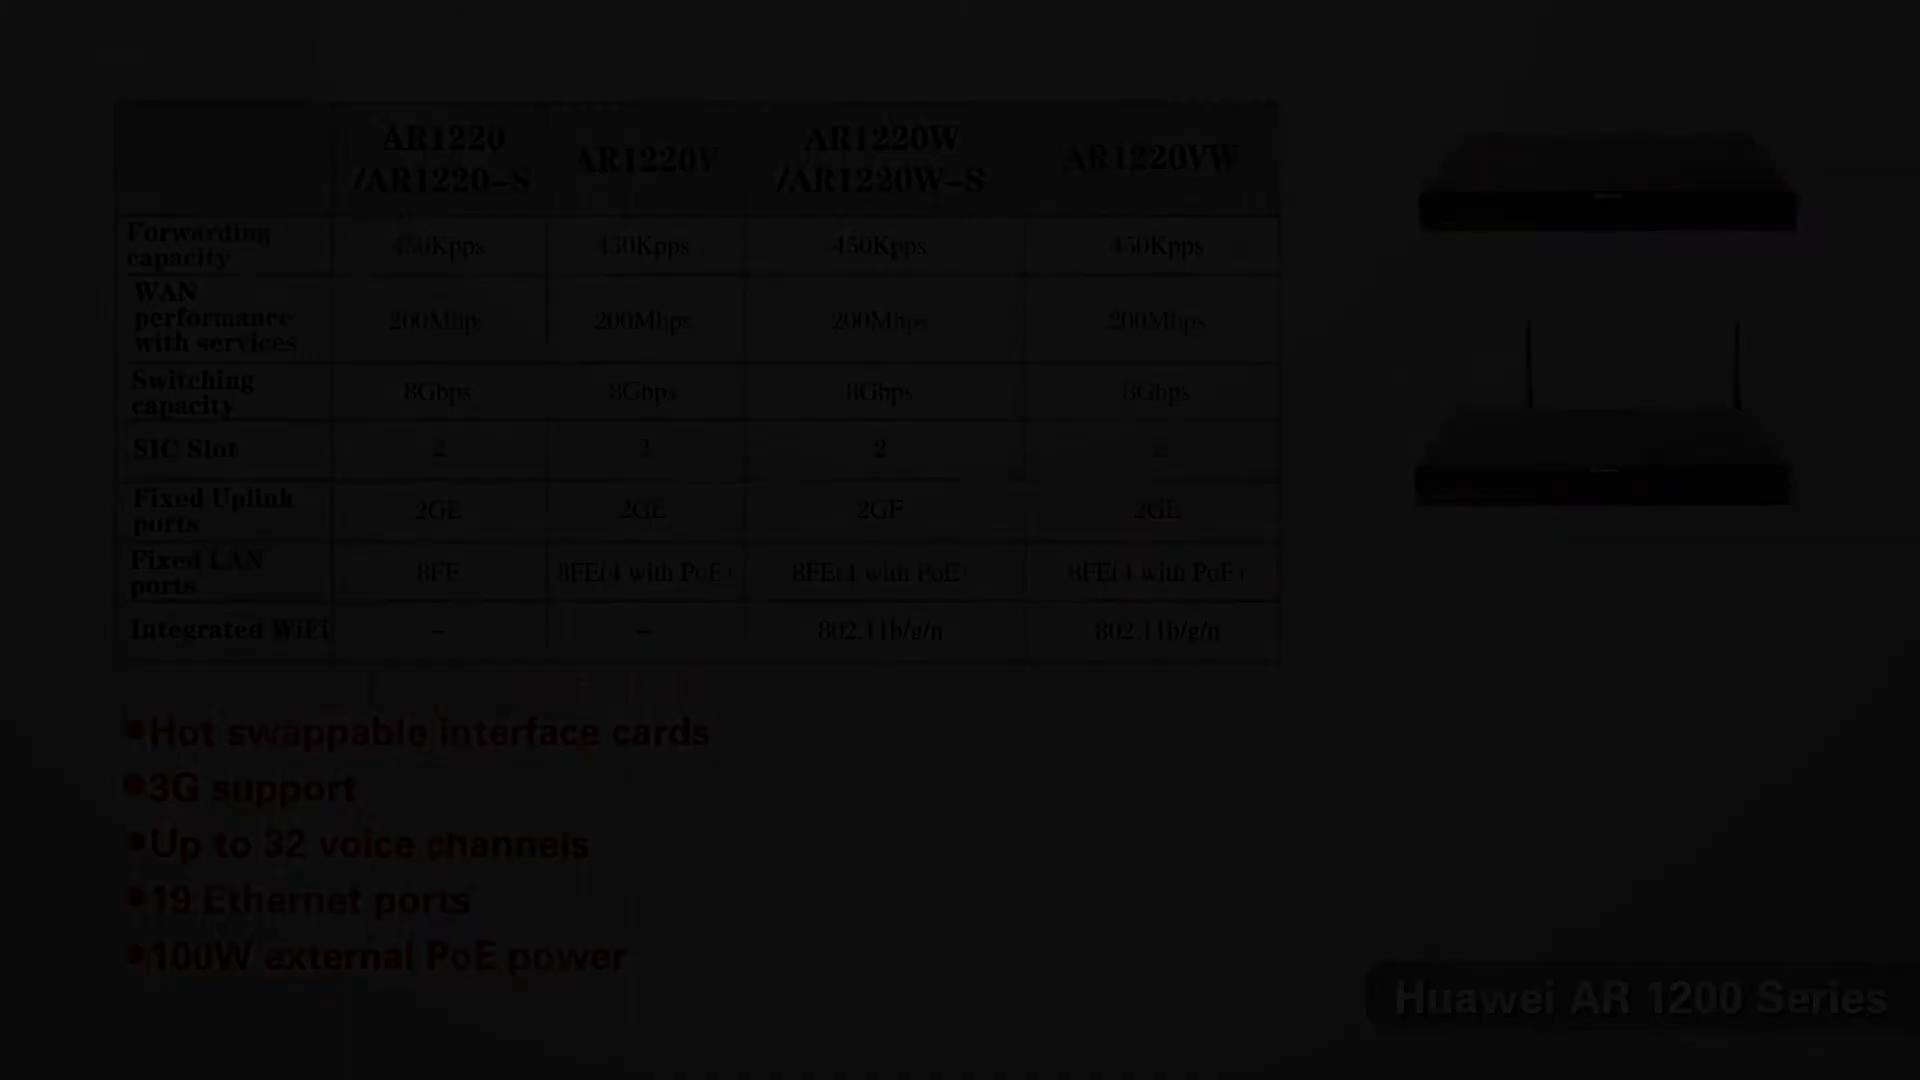 AR1220
/AR1220-S
AR1220V
AR1220W
/AR1220W-S
AR1220VW
Forwarding
capacity
450Kpps
450Kpps
450Kpps
450Kpps
WAN
performance
with services
200Mbps
200Mbps
200Mbps
200Mbps
Switching
capacity
8Gbps
8Gbps
8Gbps
8Gbps
SIC Slot
2
2
2
Fixed Uplink
ports
2GE
2GE
2GE
2GE
Fixed LAN
ports
8FE
8FE(4 with PoE)
8FE(4 with PoE)
8FE(4 with PoE)
Integrated WiFi
–
–
802.11b/g/n
802.11b/g/n
•Hot swappable interface cards
•3G support
•Up to 32 voice channels
•19 Ethernet ports
•100W external PoE power
Huawei AR 1200 Series